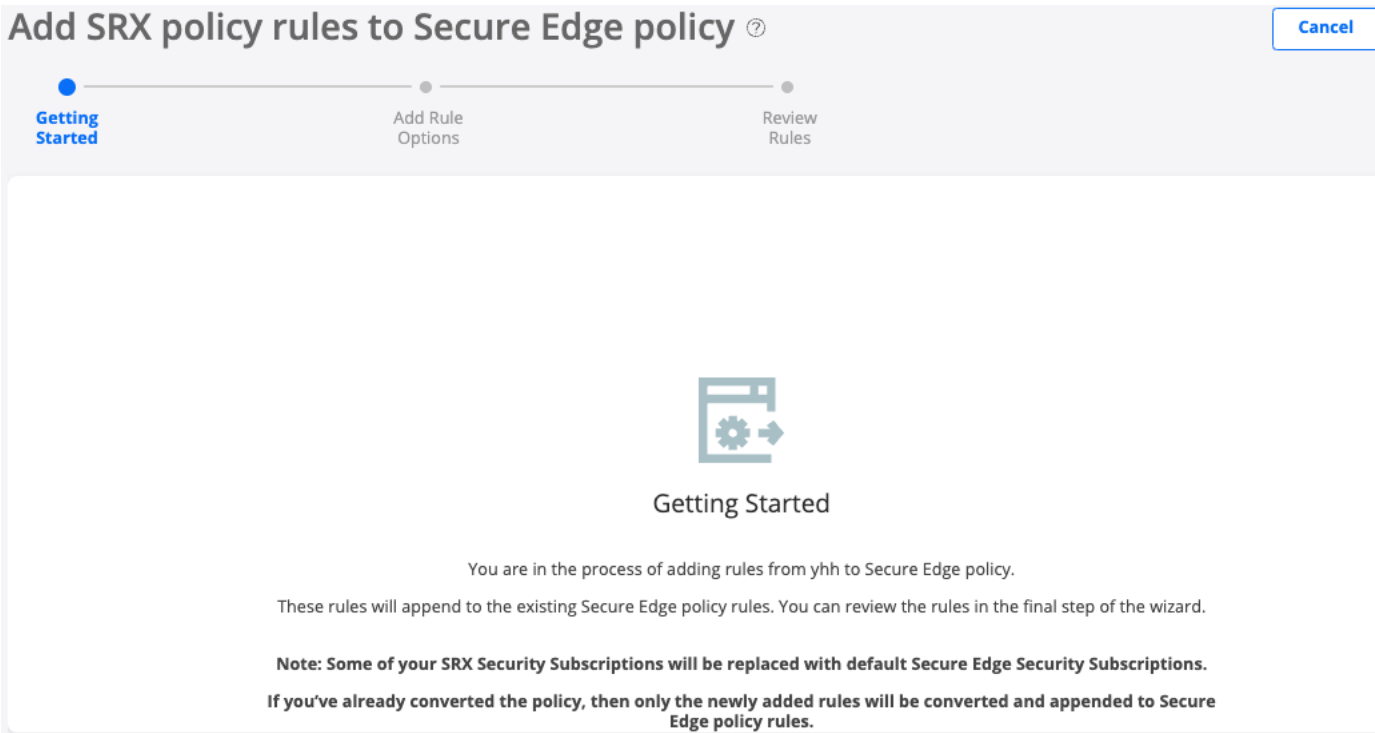 Add SRX policy rules to Secure Edge policy ?
Cancel
Getting
Started
Add Rule
Options
Review
Rules
Getting Started
You are in the process of adding rules from yhh to Secure Edge policy.
These rules will append to the existing Secure Edge policy rules. You can review the rules in the final step of the wizard.
Note: Some of your SRX Security Subscriptions will be replaced with default Secure Edge Security Subscriptions.
If you've already converted the policy, then only the newly added rules will be converted and appended to Secure
Edge policy rules.